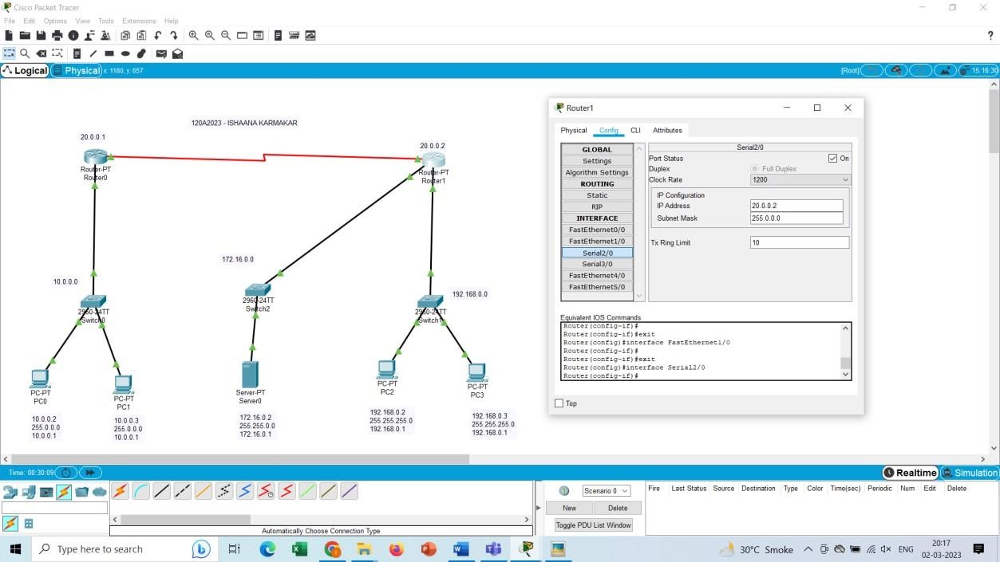 Cisco Packet Tracer
File Edit Options View Tools Extensions Help
?
Logical Physical x: 1180, y: 657 [Root] 15:16:30
120A2023 - ISHAANA KARMAKAR
20.0.0.1
Router-PT
Router0
20.0.0.2
Router-PT
Router1
172.16.0.0
10.0.0.0
2960-24TT
Switch0
2960-24TT
Switch2
192.168.0.0
2960-24TT
Switch1
PC-PT
PC0
PC-PT
PC1
Server-PT
Server0
PC-PT
PC2
PC-PT
PC3
10.0.0.2
255.0.0.0
10.0.0.1
10.0.0.3
255.0.0.0
10.0.0.1
172.16.0.2
255.255.0.0
172.16.0.1
192.168.0.2
255.255.255.0
192.168.0.1
192.168.0.3
255.255.255.0
192.168.0.1
Router1
Physical Config CLI Attributes
GLOBAL
Settings
Algorithm Settings
ROUTING
Static
RIP
INTERFACE
FastEthernet0/0
FastEthernet1/0
Serial2/0
Serial3/0
FastEthernet4/0
FastEthernet5/0
Serial2/0
Port Status On
Duplex Full Duplex
Clock Rate 1200
IP Configuration
IP Address 20.0.0.2
Subnet Mask 255.0.0.0
Tx Ring Limit 10
Equivalent IOS Commands
Router(config-if)#
Router(config-if)#exit
Router(config)#interface FastEthernet1/0
Router(config-if)#
Router(config-if)#exit
Router(config)#interface Serial2/0
Router(config-if)#
Top
Time: 00:30:09 Realtime Simulation
Automatically Choose Connection Type
Scenario 0
New Delete
Toggle PDU List Window
Fire Last Status Source Destination Type Color Time(sec) Periodic Num Edit Delete
Type here to search
30°C Smoke ENG
20:17
02-03-2023